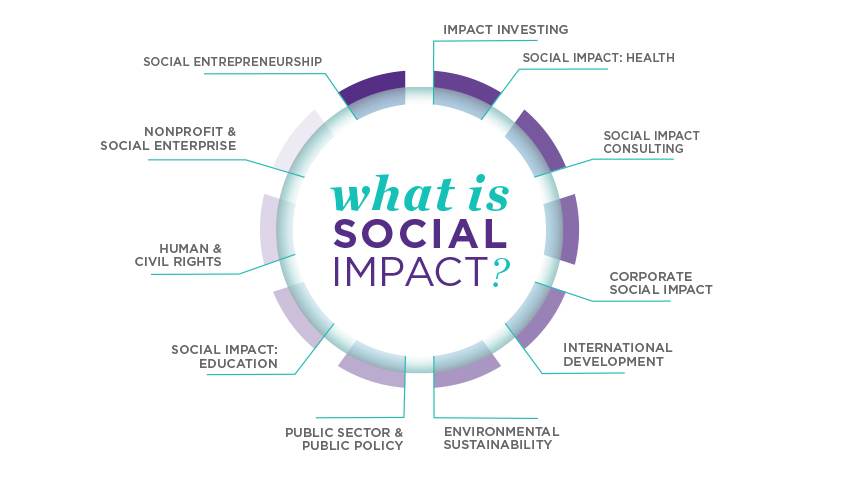 IMPACT INVESTING
SOCIAL IMPACT: HEALTH
SOCIAL IMPACT
CONSULTING
CORPORATE
SOCIAL IMPACT
INTERNATIONAL
DEVELOPMENT
ENVIRONMENTAL
SUSTAINABILITY
PUBLIC SECTOR &
PUBLIC POLICY
SOCIAL IMPACT:
EDUCATION
HUMAN &
CIVIL RIGHTS
NONPROFIT &
SOCIAL ENTERPRISE
SOCIAL ENTREPRENEURSHIP
what is
SOCIAL
IMPACT?